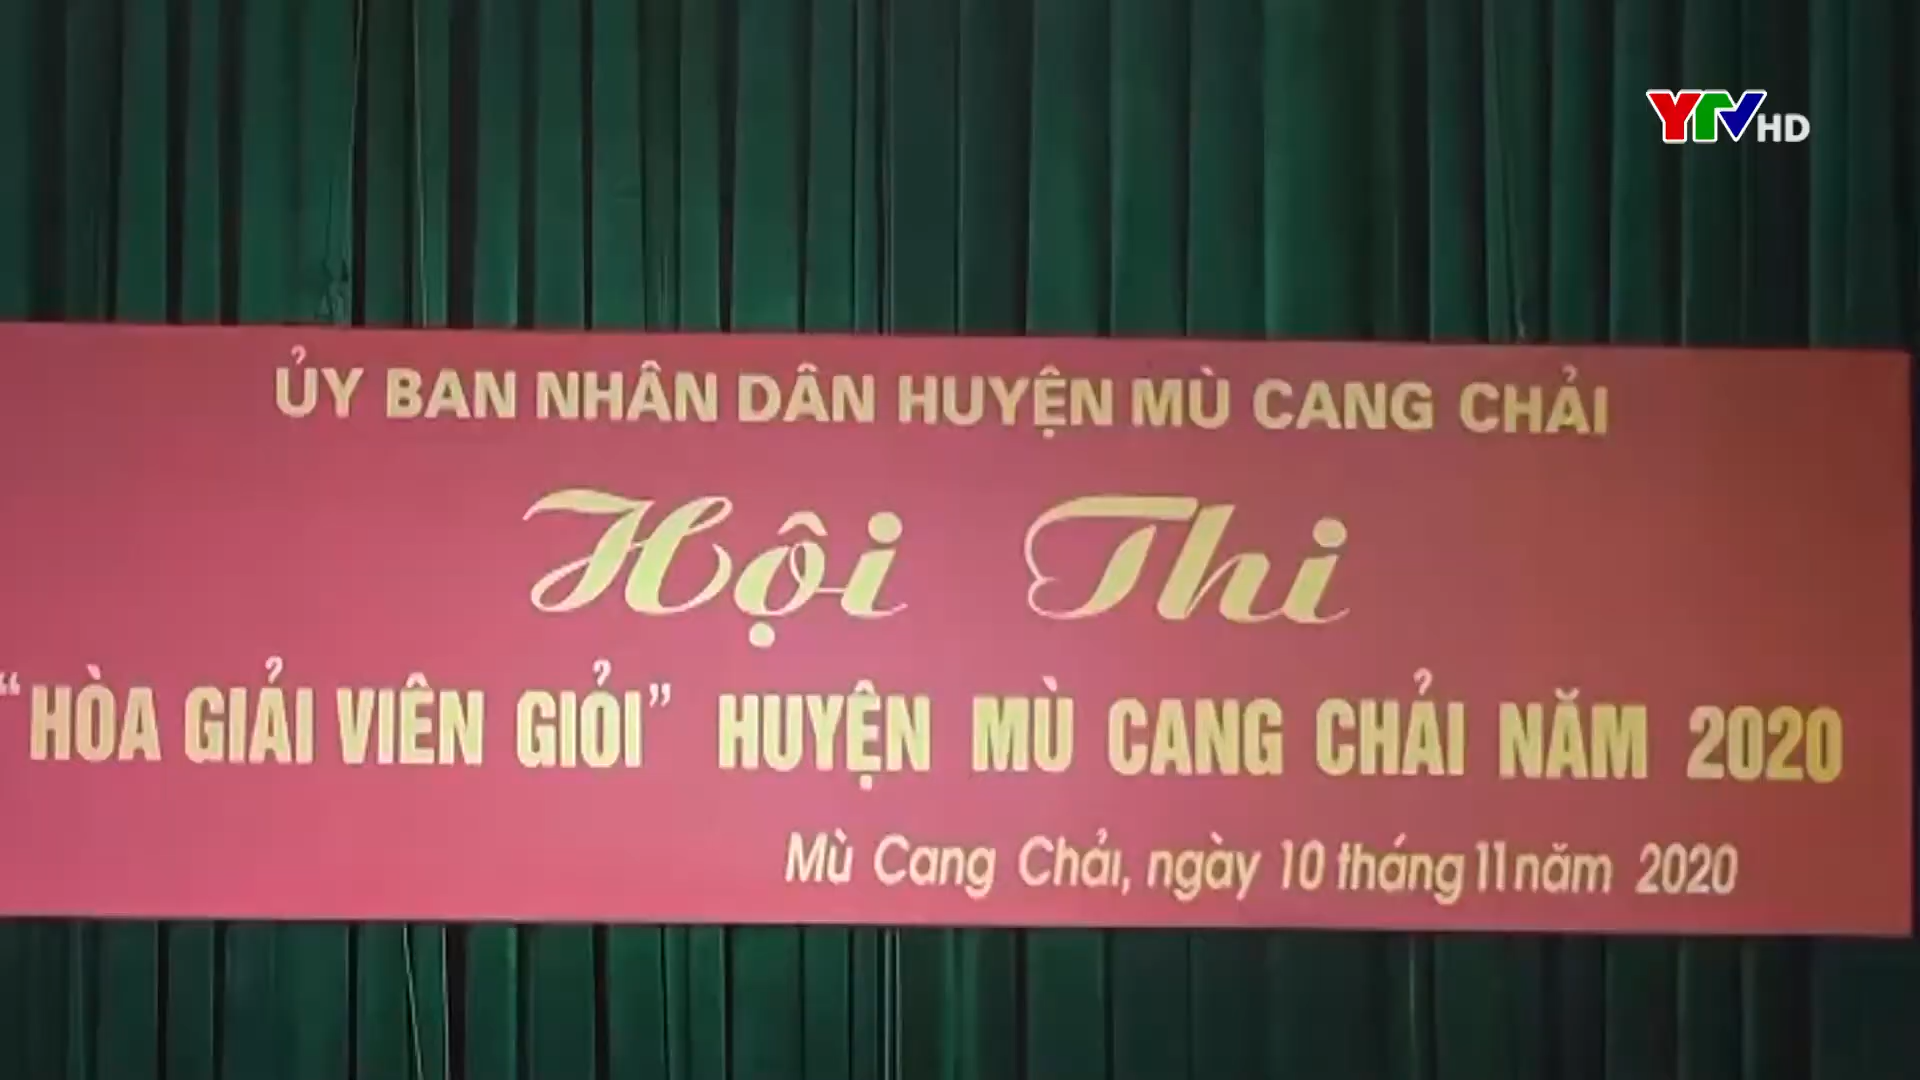 YTV HD
ỦY BAN NHÂN DÂN HUYỆN MÙ CANG CHẢI
Hội Thi
“HÒA GIẢI VIÊN GIỎI” HUYỆN MÙ CANG CHẢI NĂM 2020
Mù Cang Chải, ngày 10 tháng 11 năm 2020